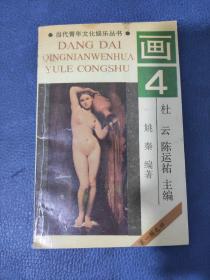 ●当代青年文化娱乐丛书●
DANG DAI
QINGNIANWENHUA
YULE CONGSHU
画
4
杜云 陈运祐 主编
姚秦 编著